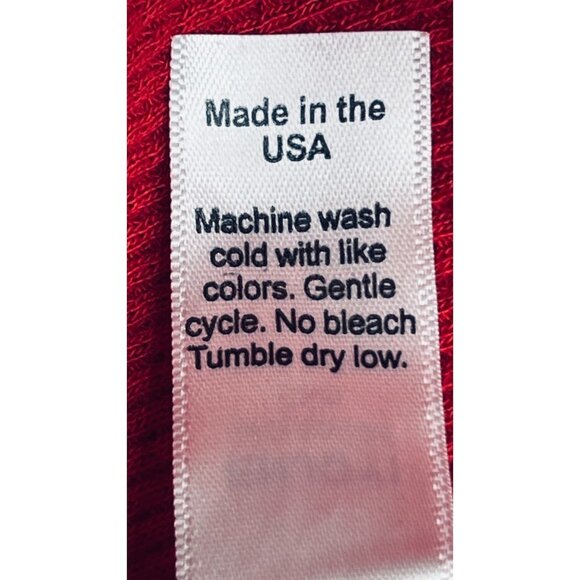 Made in the
USA
Machine wash
cold with like
colors. Gentle
cycle. No bleach
Tumble dry low.